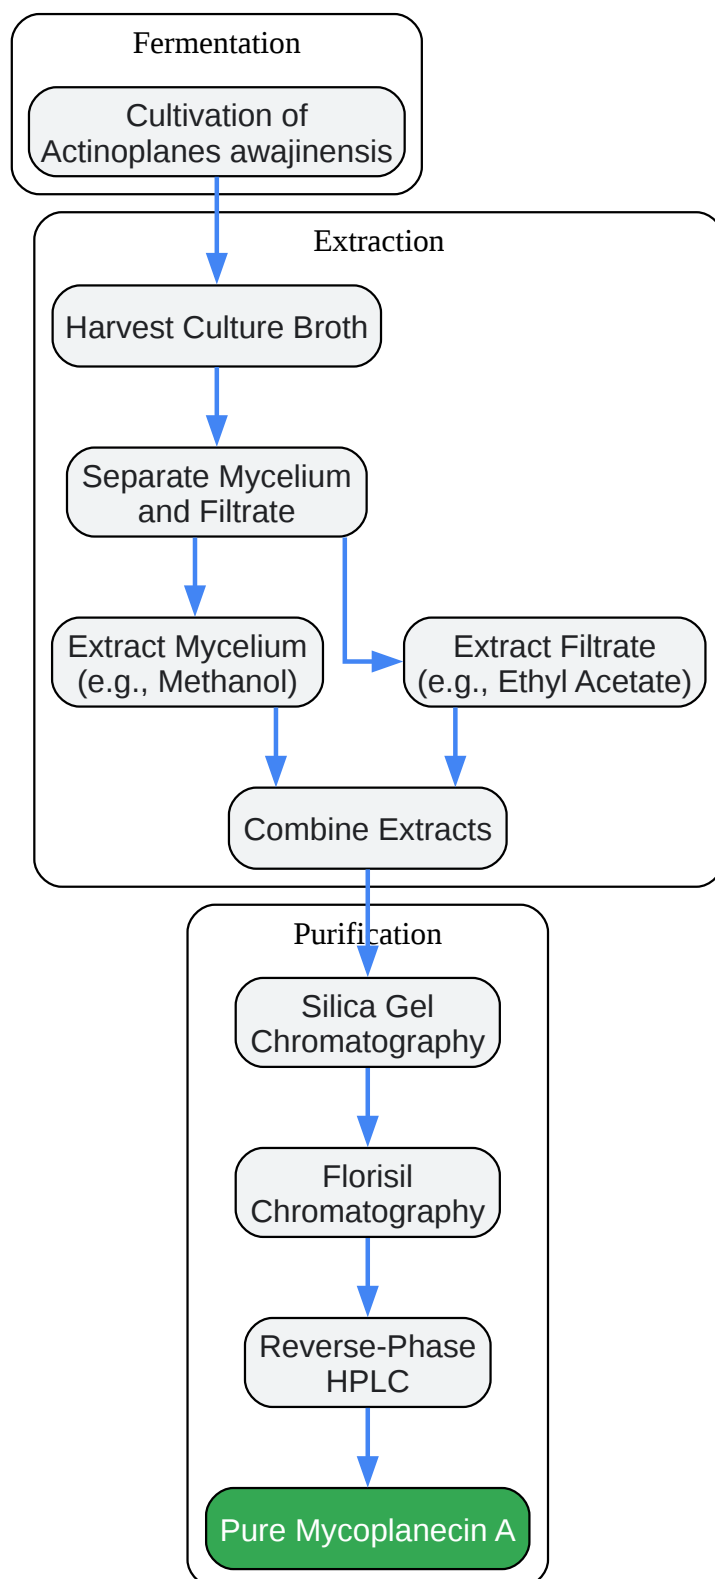 Fermentation
Cultivation of
Actinoplanes awajinensis
Extraction
Harvest Culture Broth
Separate Mycelium
and Filtrate
Extract Mycelium
(e.g., Methanol)
Extract Filtrate
(e.g., Ethyl Acetate)
Combine Extracts
Purification
Silica Gel
Chromatography
Florisil
Chromatography
Reverse-Phase
HPLC
Pure Mycoplanecin A